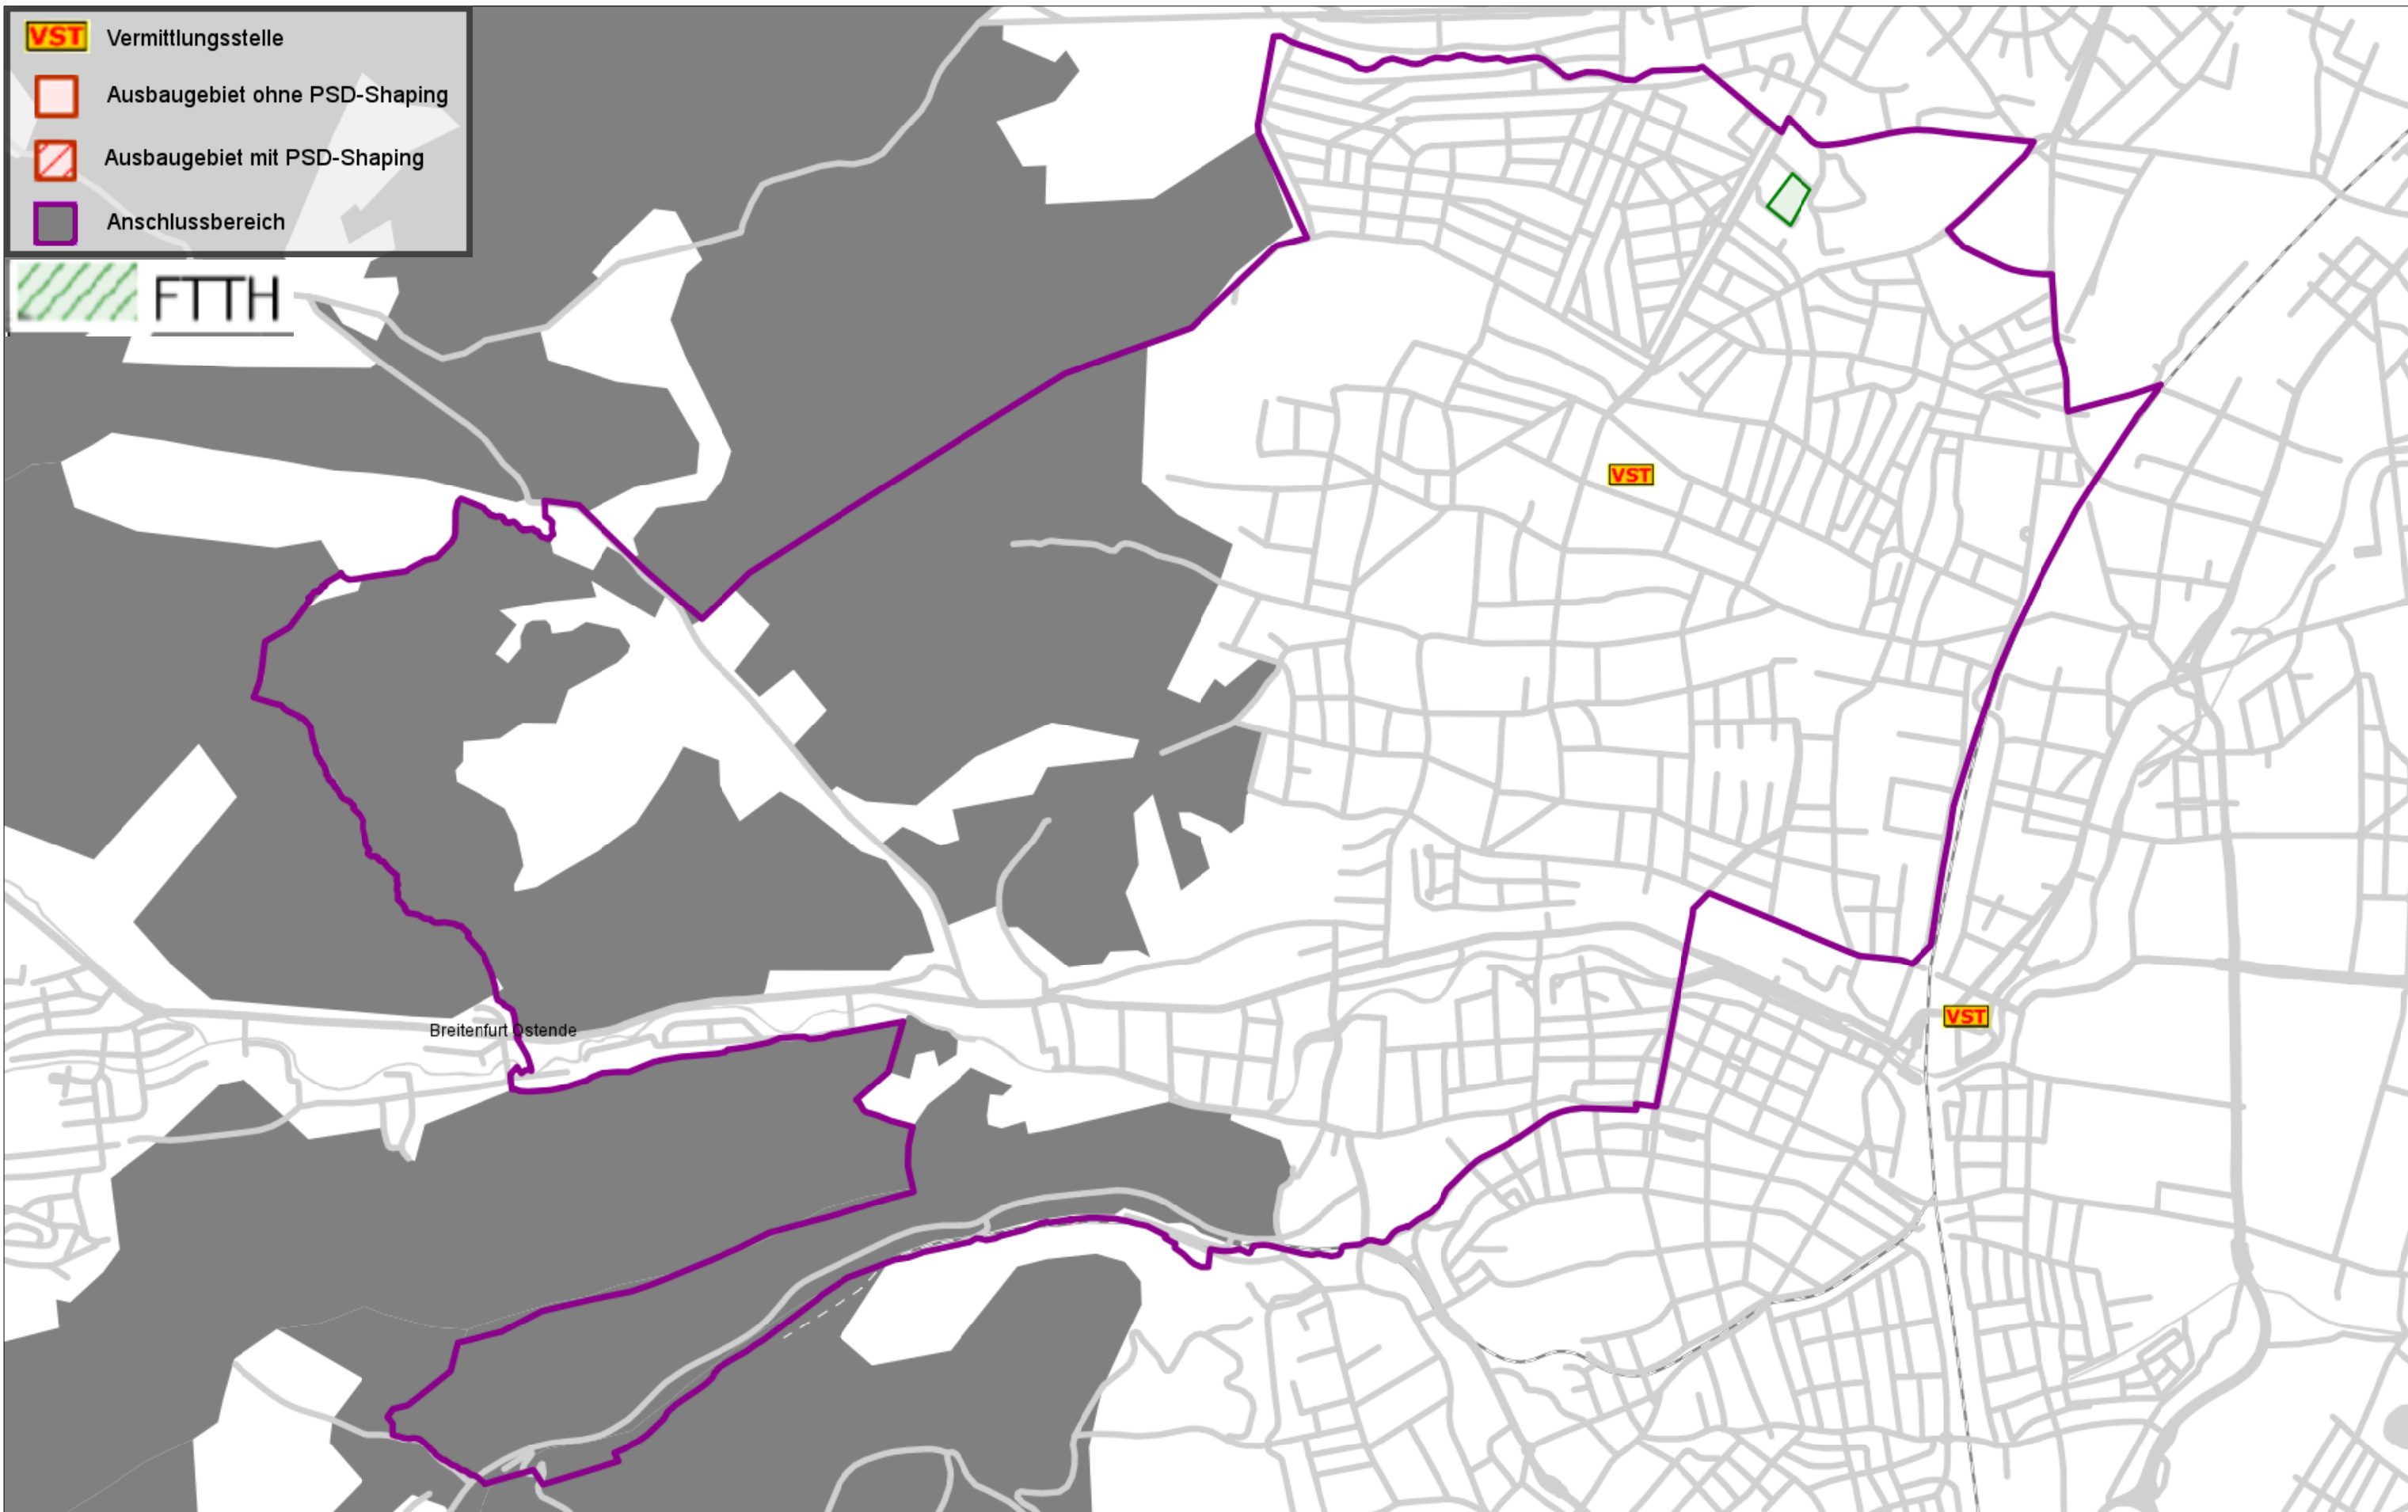 VST Vermittlungsstelle
Ausbaugebiet ohne PSD-Shaping
Ausbaugebiet mit PSD-Shaping
Anschlussbereich
FTTH
VST
VST
Breitenfurt Ostende